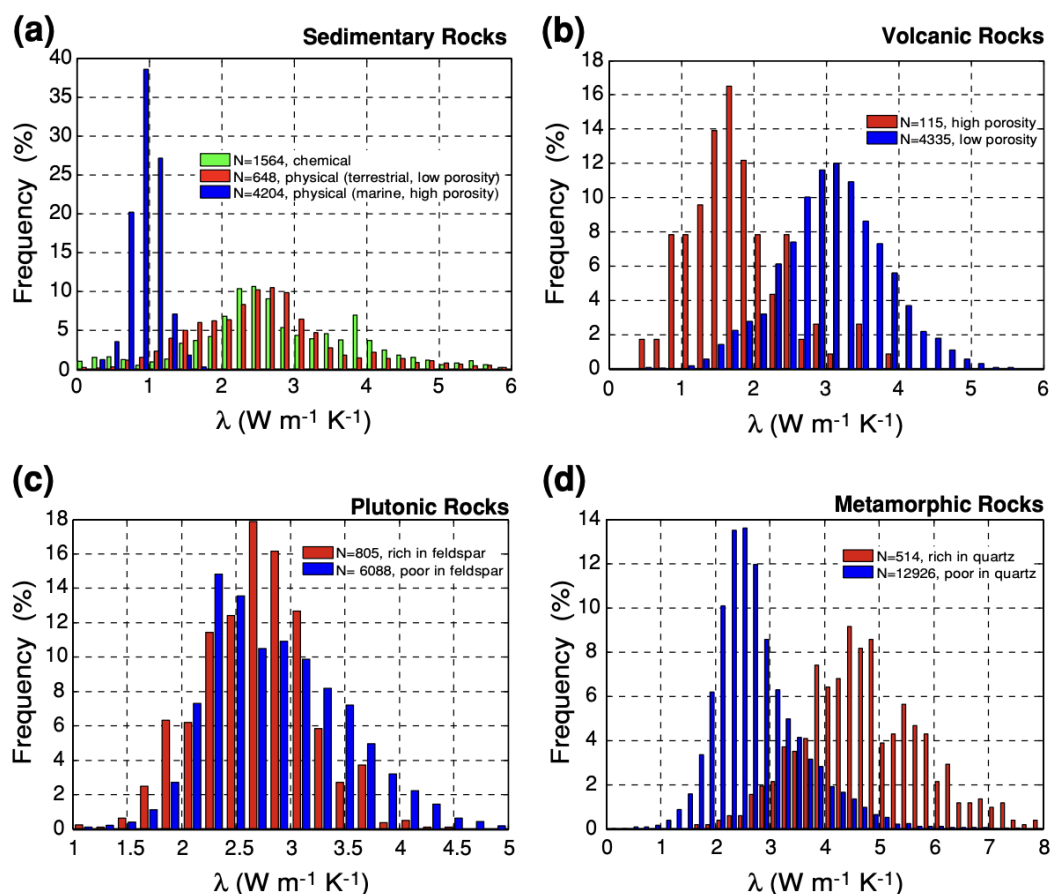 (a)
Sedimentary Rocks
40
35
30
25
20
15
10
5
0
Frequency (%)
N=1564, chemical
N=648, physical (terrestrial, low porosity)
N=4204, physical (marine, high porosity)
0 1 2 3 4 5 6
λ (W m-1 K-1)
(b)
Volcanic Rocks
18
16
14
12
10
8
6
4
2
0
Frequency (%)
N=115, high porosity
N=4335, low porosity
0 1 2 3 4 5 6
λ (W m-1 K-1)
(c)
Plutonic Rocks
18
16
14
12
10
8
6
4
2
0
Frequency (%)
N=805, rich in feldspar
N= 6088, poor in feldspar
1 1.5 2 2.5 3 3.5 4 4.5 5
λ (W m-1 K-1)
(d)
Metamorphic Rocks
14
12
10
8
6
4
2
0
Frequency (%)
N=514, rich in quartz
N=12926, poor in quartz
0 1 2 3 4 5 6 7 8
λ (W m-1 K-1)